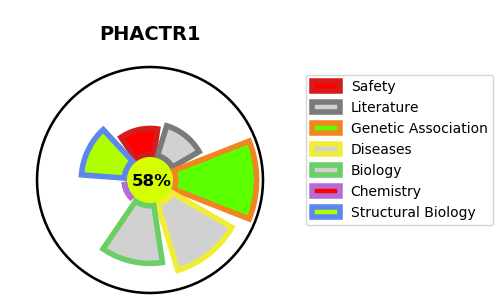 PHACTR1
58%
Safety
Literature
Genetic Association
Diseases
Biology
Chemistry
Structural Biology